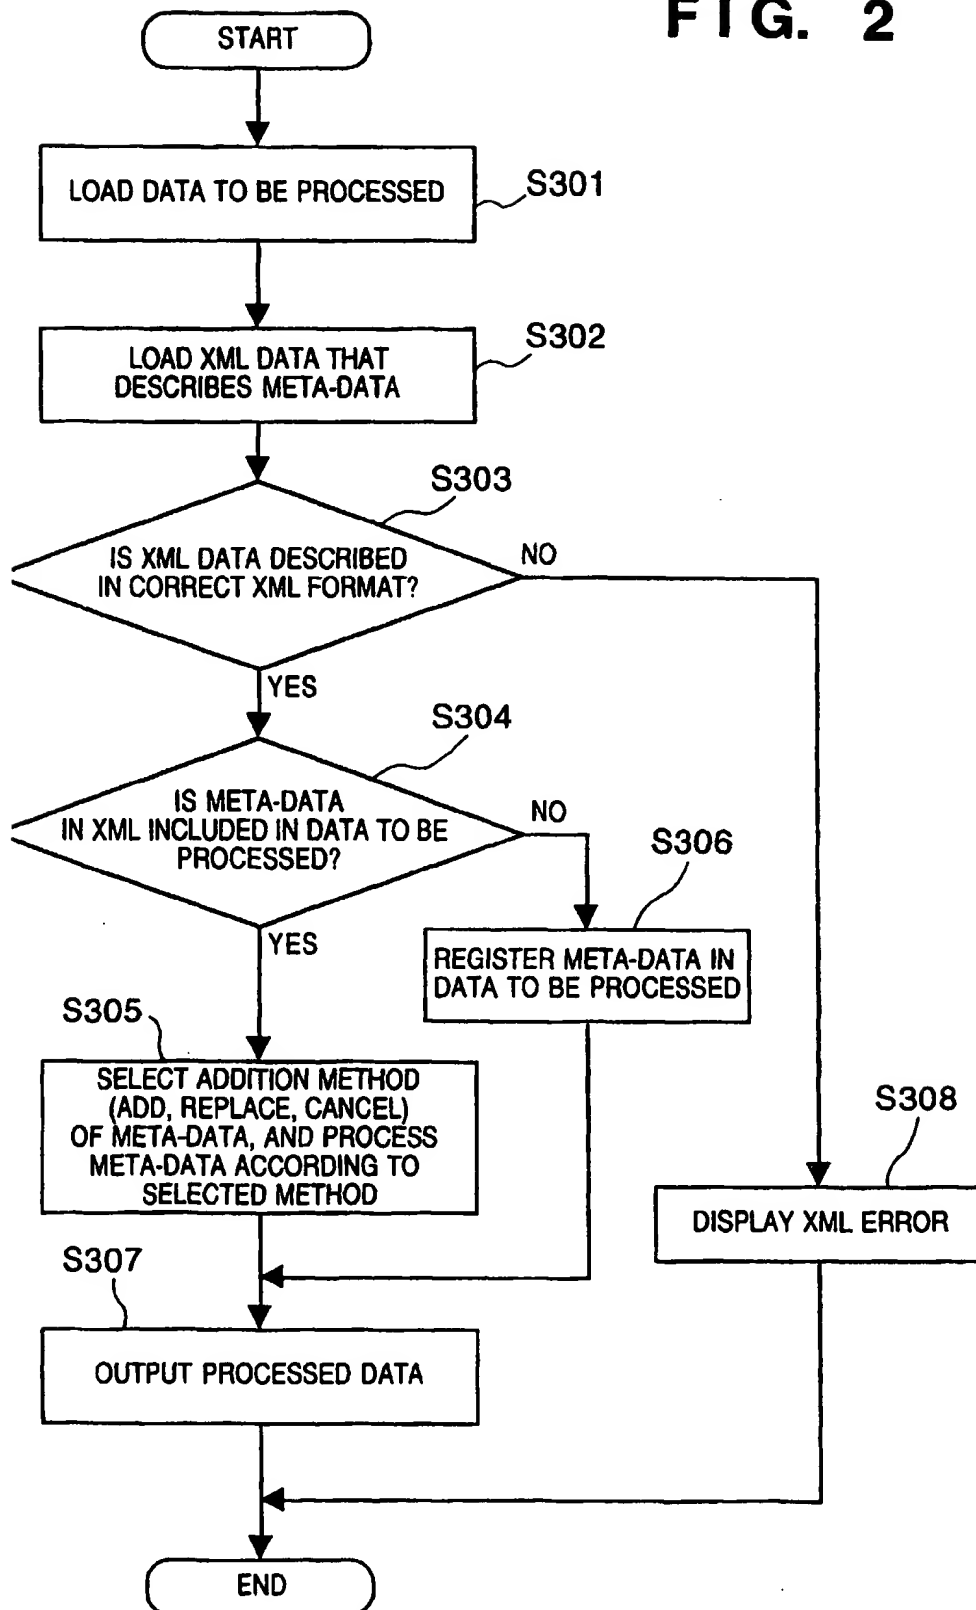 FIG. 2
START
LOAD DATA TO BE PROCESSED
S301
S302
LOAD XML DATA THAT
DESCRIBES META-DATA
S303
IS XML DATA DESCRIBED
IN CORRECT XML FORMAT?
NO
YES
S304
IS META-DATA
IN XML INCLUDED IN DATA TO BE
PROCESSED?
NO
S306
YES
REGISTER META-DATA IN
DATA TO BE PROCESSED
S305
SELECT ADDITION METHOD
(ADD, REPLACE, CANCEL)
OF META-DATA, AND PROCESS
META-DATA ACCORDING TO
SELECTED METHOD
S308
DISPLAY XML ERROR
S307
OUTPUT PROCESSED DATA
END